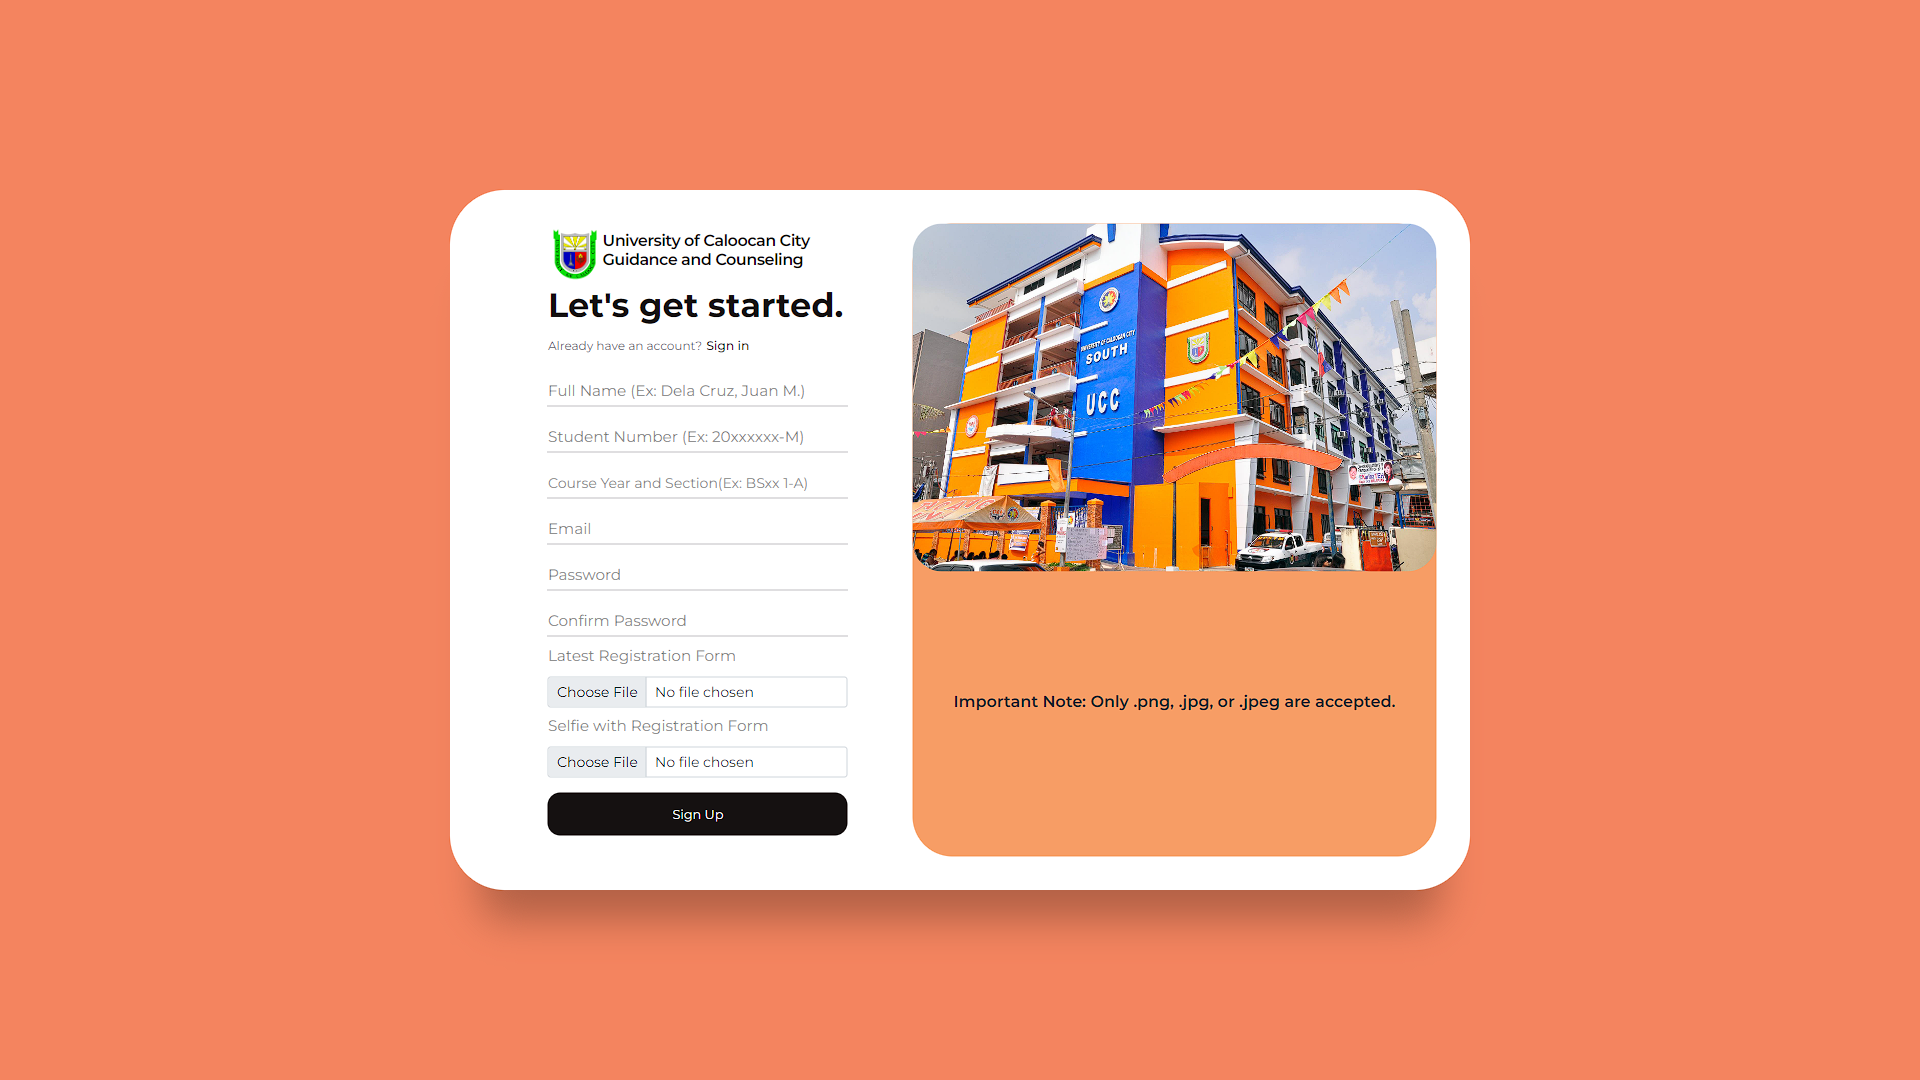 University of Caloocan City
Guidance and Counseling
Let's get started.
Already have an account? Sign in
Full Name (Ex: Dela Cruz, Juan M.)
Student Number (Ex: 20xxxxxx-M)
Course Year and Section(Ex: BSxx 1-A)
Email
Password
Confirm Password
Latest Registration Form
Choose File No file chosen
Selfie with Registration Form
Choose File No file chosen
Sign Up
UNIVERSITY OF CALOOCAN CITY
SOUTH
UCC
Important Note: Only .png, .jpg, or .jpeg are accepted.